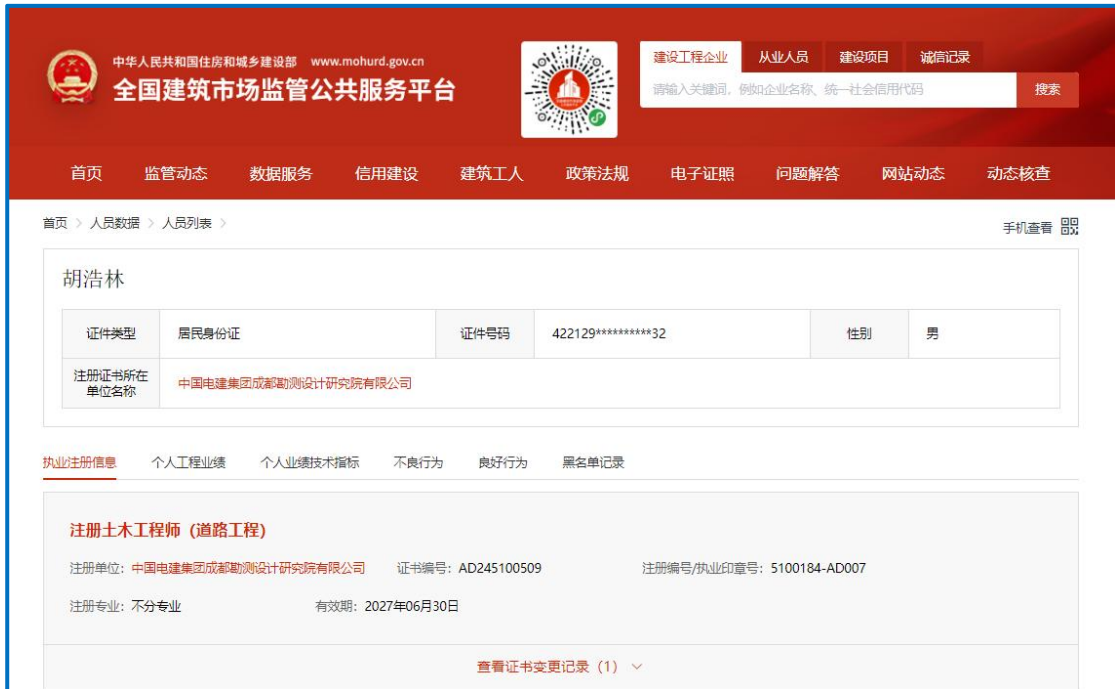 中华人民共和国住房和城乡建设部 www.mohurd.gov.cn
全国建筑市场监管公共服务平台
建设工程企业 从业人员 建设项目 诚信记录
请输入关键词，例如企业名称、统一社会信用代码 搜索
首页 监管动态 数据服务 信用建设 建筑工人 政策法规 电子证照 问题解答 网站动态 动态核查
首页 > 人员数据 > 人员列表 >
手机查看
胡浩林
证件类型 居民身份证 证件号码 422129**********32 性别 男
注册证书所在
单位名称
中国电建集团成都勘测设计研究院有限公司
执业注册信息 个人工程业绩 个人业绩技术指标 不良行为 良好行为 黑名单记录
注册土木工程师（道路工程）
注册单位：中国电建集团成都勘测设计研究院有限公司 证书编号：AD245100509 注册编号/执业印章号：5100184-AD007
注册专业：不分专业 有效期：2027年06月30日
查看证书变更记录（1）